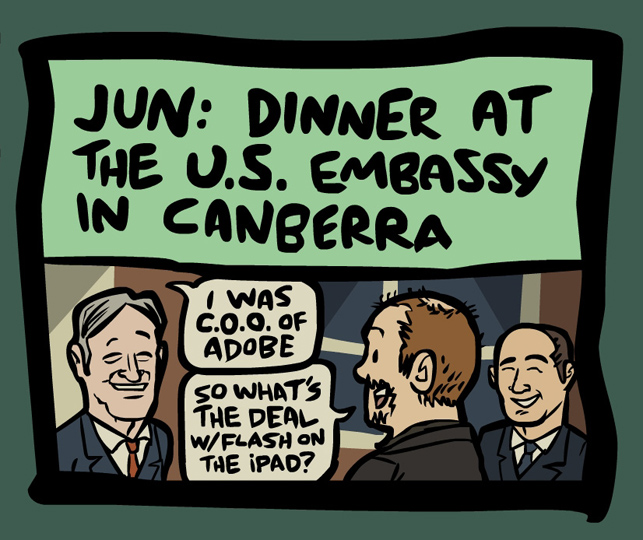 JUN: DINNER AT
THE U.S. EMBASSY
IN CANBERRA
I WAS
C.O.O. OF
ADOBE
SO WHAT'S
THE DEAL
W/FLASH ON
THE iPAD?